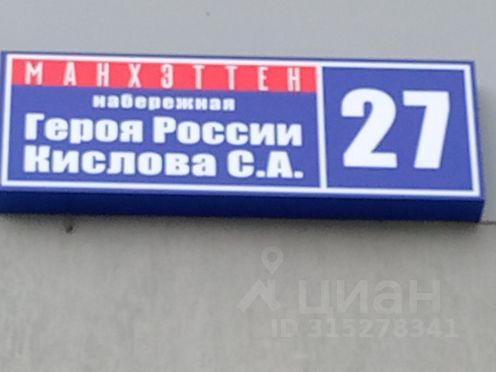 МАНХЭТТЕН
набережная
Героя России
Кислова С.А.
27
циан
ID 315278341